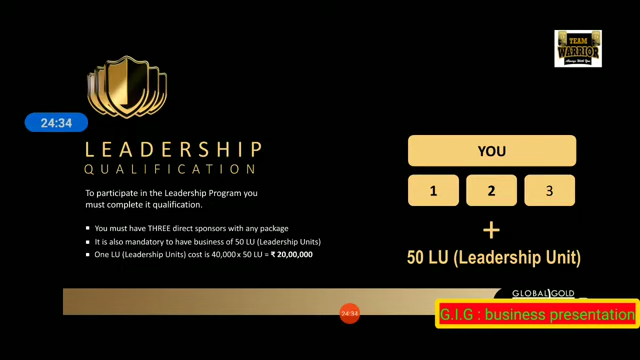 TEAM
WARRIOR
24:34
LEADERSHIP
QUALIFICATION
To participate in the Leadership Program you
must complete it qualification.
▪ You must have THREE direct sponsors with any package
▪ It is also mandatory to have business of 50 LU (Leadership Units)
▪ One LU (Leadership Units) cost is 40,000 x 50 LU = ₹ 20,00,000
YOU
1 2 3
+
50 LU (Leadership Unit)
GLOBAL GOLD
G.I.G : business presentation
24:34